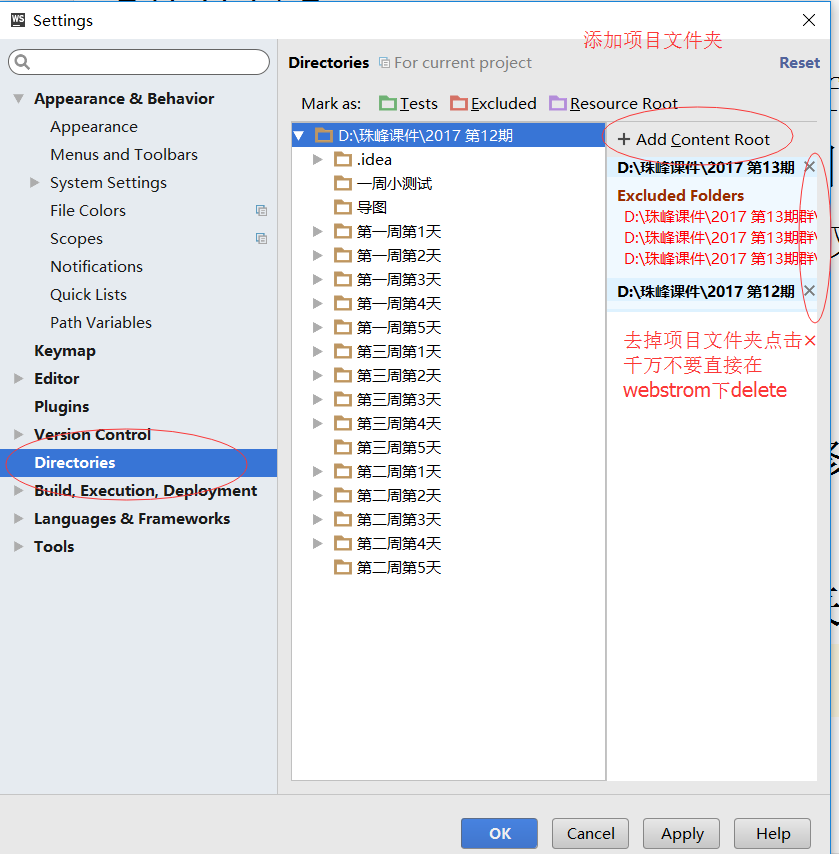 WS Settings
添加项目文件夹
Directories For current project Reset
Mark as: Tests Excluded Resource Root
Appearance & Behavior
Appearance
Menus and Toolbars
System Settings
File Colors
Scopes
Notifications
Quick Lists
Path Variables
Keymap
Editor
Plugins
Version Control
Directories
Build, Execution, Deployment
Languages & Frameworks
Tools
D:\珠峰课件\2017 第12期
.idea
一周小测试
导图
第一周第1天
第一周第2天
第一周第3天
第一周第4天
第一周第5天
第三周第1天
第三周第2天
第三周第3天
第三周第4天
第三周第5天
第二周第1天
第二周第2天
第二周第3天
第二周第4天
第二周第5天
+ Add Content Root
D:\珠峰课件\2017 第13期
Excluded Folders
D:\珠峰课件\2017 第13期群\
D:\珠峰课件\2017 第13期群\
D:\珠峰课件\2017 第13期群\
D:\珠峰课件\2017 第12期
去掉项目文件夹点击×
千万不要直接在
webstrom下delete
OK Cancel Apply Help